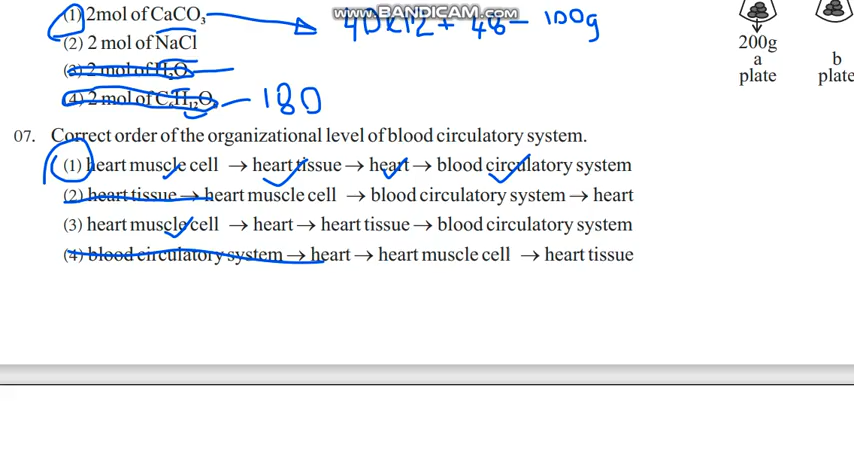 (1) 2mol of CaCO₃ 40+12+48- 100g
WWW.BANDICAM.COM
(2) 2 mol of NaCl
(3) 2 mol of H₂O
(4) 2 mol of C₆H₁₂O₆ 180
200g
a
plate
b
plate
07. Correct order of the organizational level of blood circulatory system.
(1) heart muscle cell → heart tissue → heart → blood circulatory system
(2) heart tissue → heart muscle cell → blood circulatory system → heart
(3) heart muscle cell → heart → heart tissue → blood circulatory system
(4) blood circulatory system → heart → heart muscle cell → heart tissue